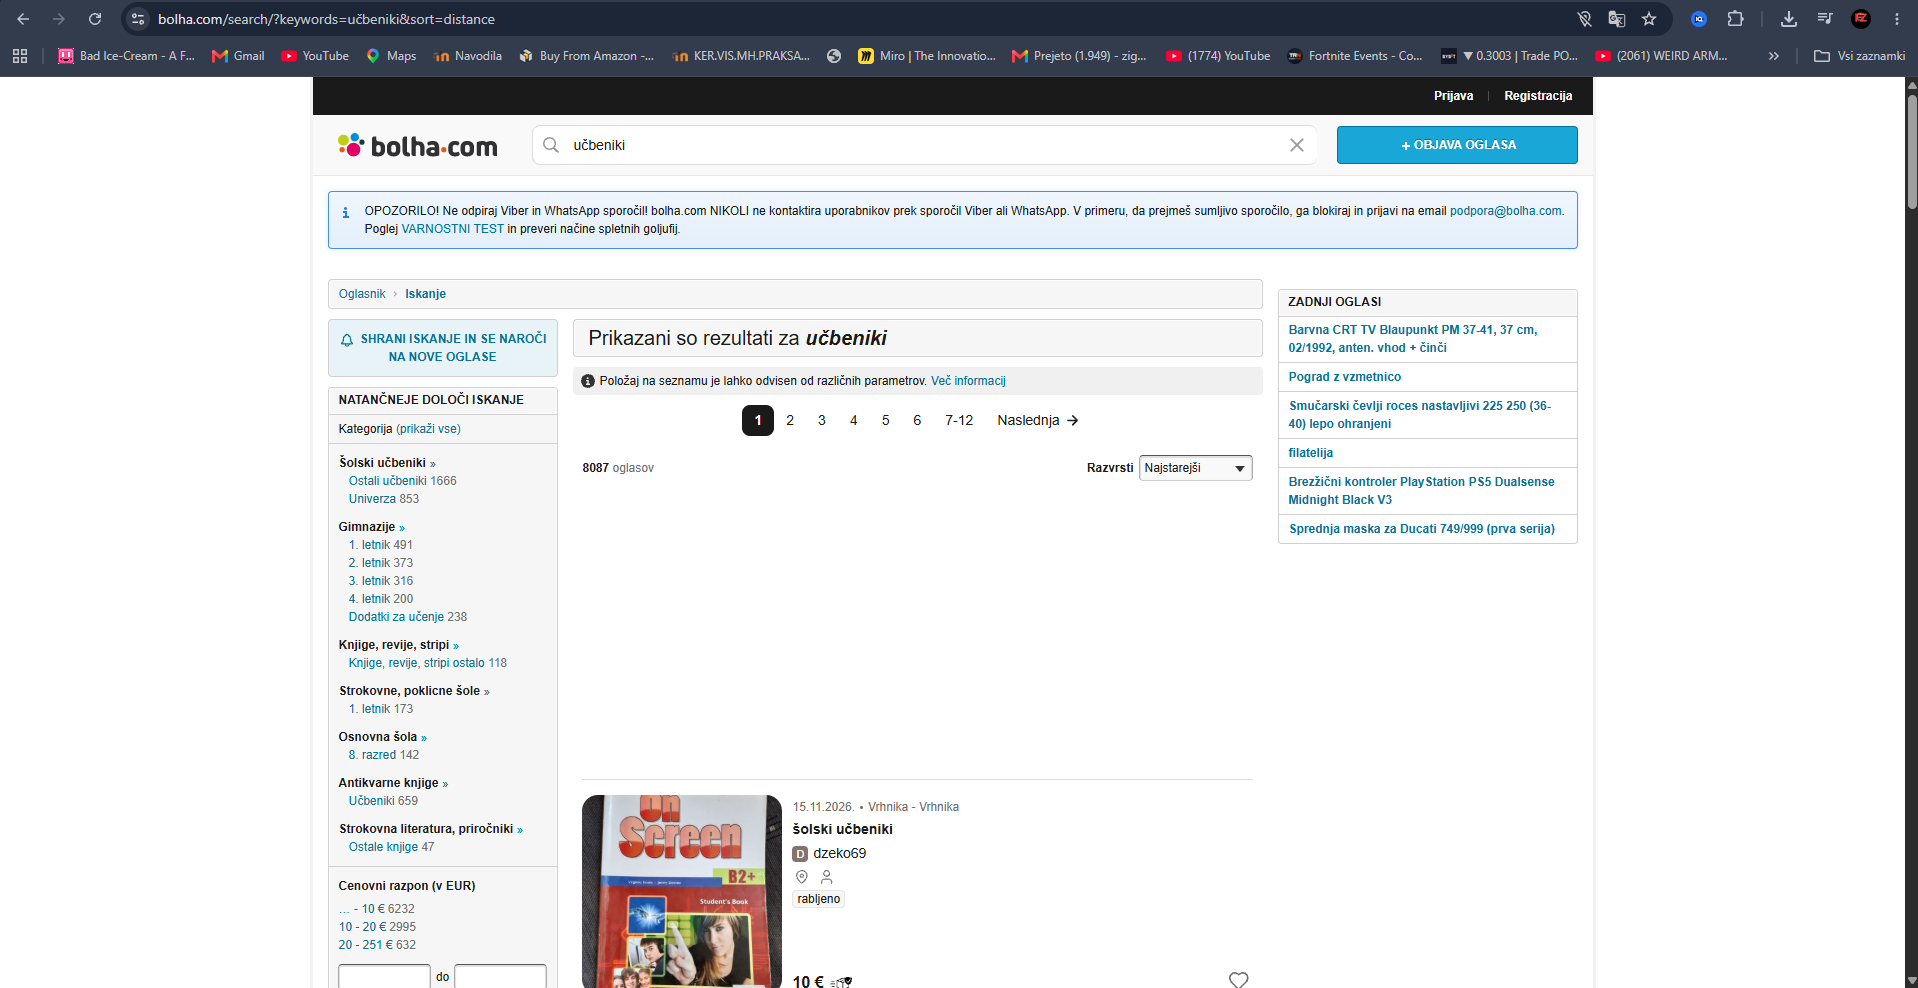 bolha.com/search/?keywords=učbeniki&sort=distance
Bad Ice-Cream - A F...
Gmail
YouTube
Maps
Navodila
Buy From Amazon -...
KER.VIS.MH.PRAKSA...
Miro | The Innovatio...
Prejeto (1.949) - zig...
(1774) YouTube
Fortnite Events - Co...
▼ 0.3003 | Trade PO...
(2061) WEIRD ARM...
»
Vsi zaznamki
Prijava
Registracija
bolha.com
učbeniki
+ OBJAVA OGLASA
OPOZORILO! Ne odpiraj Viber in WhatsApp sporočil! bolha.com NIKOLI ne kontaktira uporabnikov prek sporočil Viber ali WhatsApp. V primeru, da prejmeš sumljivo sporočilo, ga blokiraj in prijavi na email podpora@bolha.com.
Poglej VARNOSTNI TEST in preveri načine spletnih goljufij.
Oglasnik › Iskanje
SHRANI ISKANJE IN SE NAROČI
NA NOVE OGLASE
NATANČNEJE DOLOČI ISKANJE
Kategorija (prikaži vse)
Šolski učbeniki »
Ostali učbeniki 1666
Univerza 853
Gimnazije »
1. letnik 491
2. letnik 373
3. letnik 316
4. letnik 200
Dodatki za učenje 238
Knjige, revije, stripi »
Knjige, revije, stripi ostalo 118
Strokovne, poklicne šole »
1. letnik 173
Osnovna šola »
8. razred 142
Antikvarne knjige »
Učbeniki 659
Strokovna literatura, priročniki »
Ostale knjige 47
Cenovni razpon (v EUR)
... - 10 € 6232
10 - 20 € 2995
20 - 251 € 632
do
Prikazani so rezultati za učbeniki
Položaj na seznamu je lahko odvisen od različnih parametrov. Več informacij
1 2 3 4 5 6 7-12 Naslednja →
8087 oglasov
Razvrsti Najstarejši
on
Screen
B2+
Student's Book
15.11.2026. • Vrhnika - Vrhnika
šolski učbeniki
D dzeko69
rabljeno
10 €
ZADNJI OGLASI
Barvna CRT TV Blaupunkt PM 37-41, 37 cm,
02/1992, anten. vhod + činči
Pograd z vzmetnico
Smučarski čevlji roces nastavljivi 225 250 (36-
40) lepo ohranjeni
filatelija
Brezžični kontroler PlayStation PS5 Dualsense
Midnight Black V3
Sprednja maska za Ducati 749/999 (prva serija)